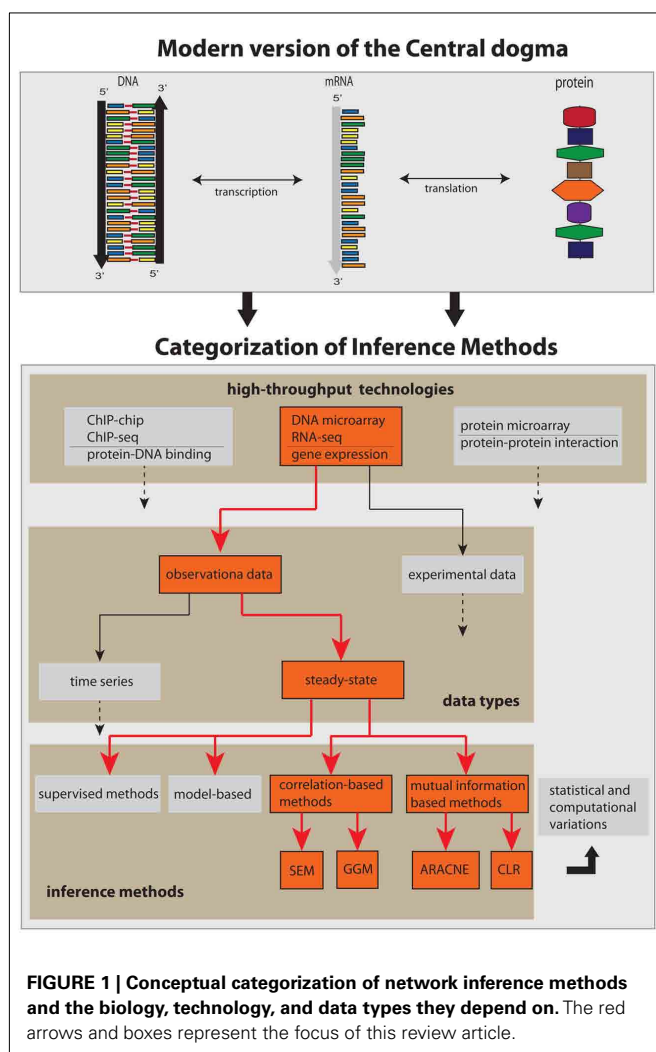 Modern version of the Central dogma
DNA
mRNA
protein
5'
3'
5'
transcription
translation
3'
5'
3'
Categorization of Inference Methods
high-throughput technologies
ChIP-chip
ChIP-seq
protein-DNA binding
DNA microarray
RNA-seq
gene expression
protein microarray
protein-protein interaction
observationa data
experimental data
time series
steady-state
data types
supervised methods
model-based
correlation-based
methods
mutual information
based methods
statistical and
computational
variations
SEM
GGM
ARACNE
CLR
inference methods
FIGURE 1 | Conceptual categorization of network inference methods
and the biology, technology, and data types they depend on. The red
arrows and boxes represent the focus of this review article.